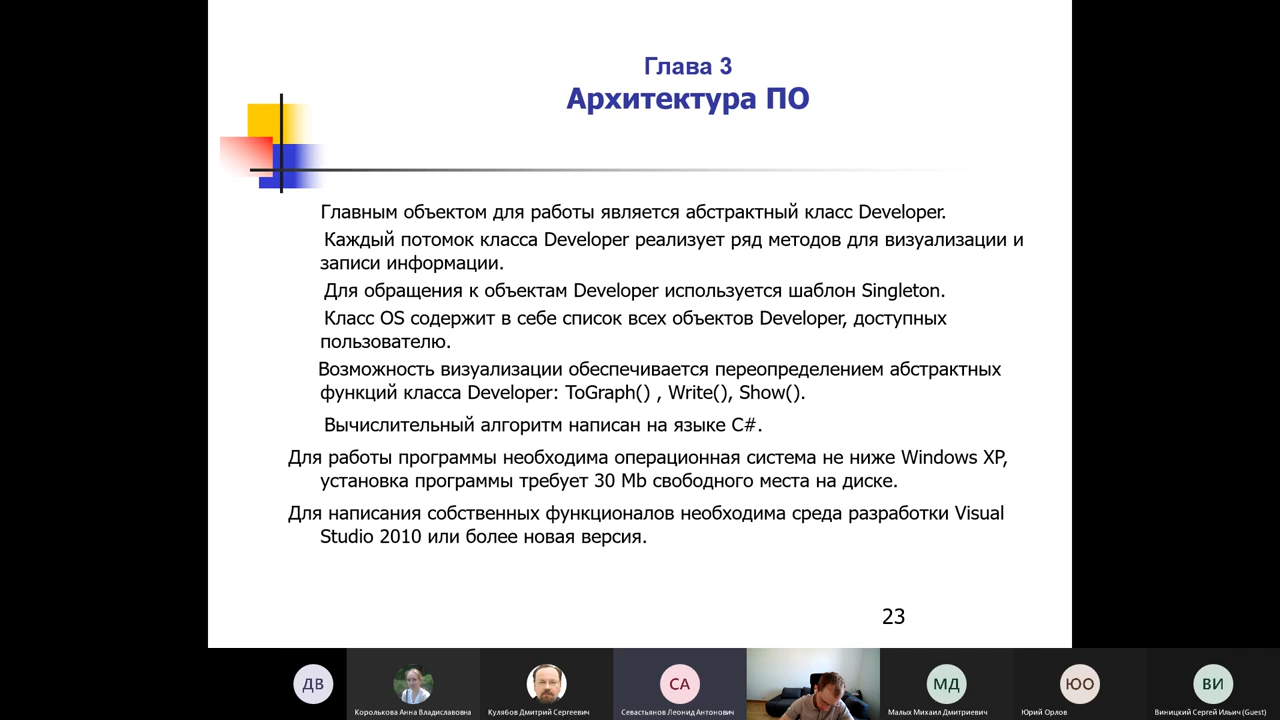 Глава 3
Архитектура ПО
Главным объектом для работы является абстрактный класс Developer.
Каждый потомок класса Developer реализует ряд методов для визуализации и
записи информации.
Для обращения к объектам Developer используется шаблон Singleton.
Класс OS содержит в себе список всех объектов Developer, доступных
пользователю.
Возможность визуализации обеспечивается переопределением абстрактных
функций класса Developer: ToGraph() , Write(), Show().
Вычислительный алгоритм написан на языке C#.
Для работы программы необходима операционная система не ниже Windows XP,
установка программы требует 30 Mb свободного места на диске.
Для написания собственных функционалов необходима среда разработки Visual
Studio 2010 или более новая версия.
23
ДВ
СА
МД
ЮО
ВИ
Королькова Анна Владиславовна
Кулябов Дмитрий Сергеевич
Севастьянов Леонид Антонович
Малых Михаил Дмитриевич
Юрий Орлов
Виницкий Сергей Ильич (Guest)